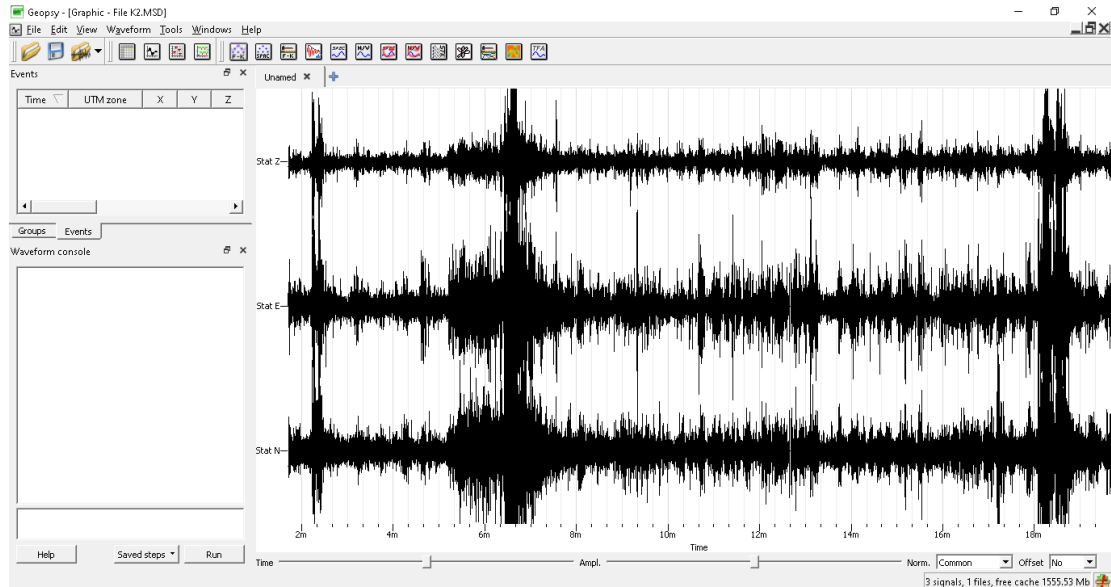 Geopsy - [Graphic - File K2.MSD]
File Edit View Waveform Tools Windows Help
Events
Unamed
Time UTM zone X Y Z
Stat Z
Groups Events
Waveform console
Stat E
Stat N
2m 4m 6m 8m 10m 12m 14m 16m 18m
Time
Help Saved steps Run
Time Ampl. Norm. Common Offset No
3 signals, 1 files, free cache 1555.53 Mb